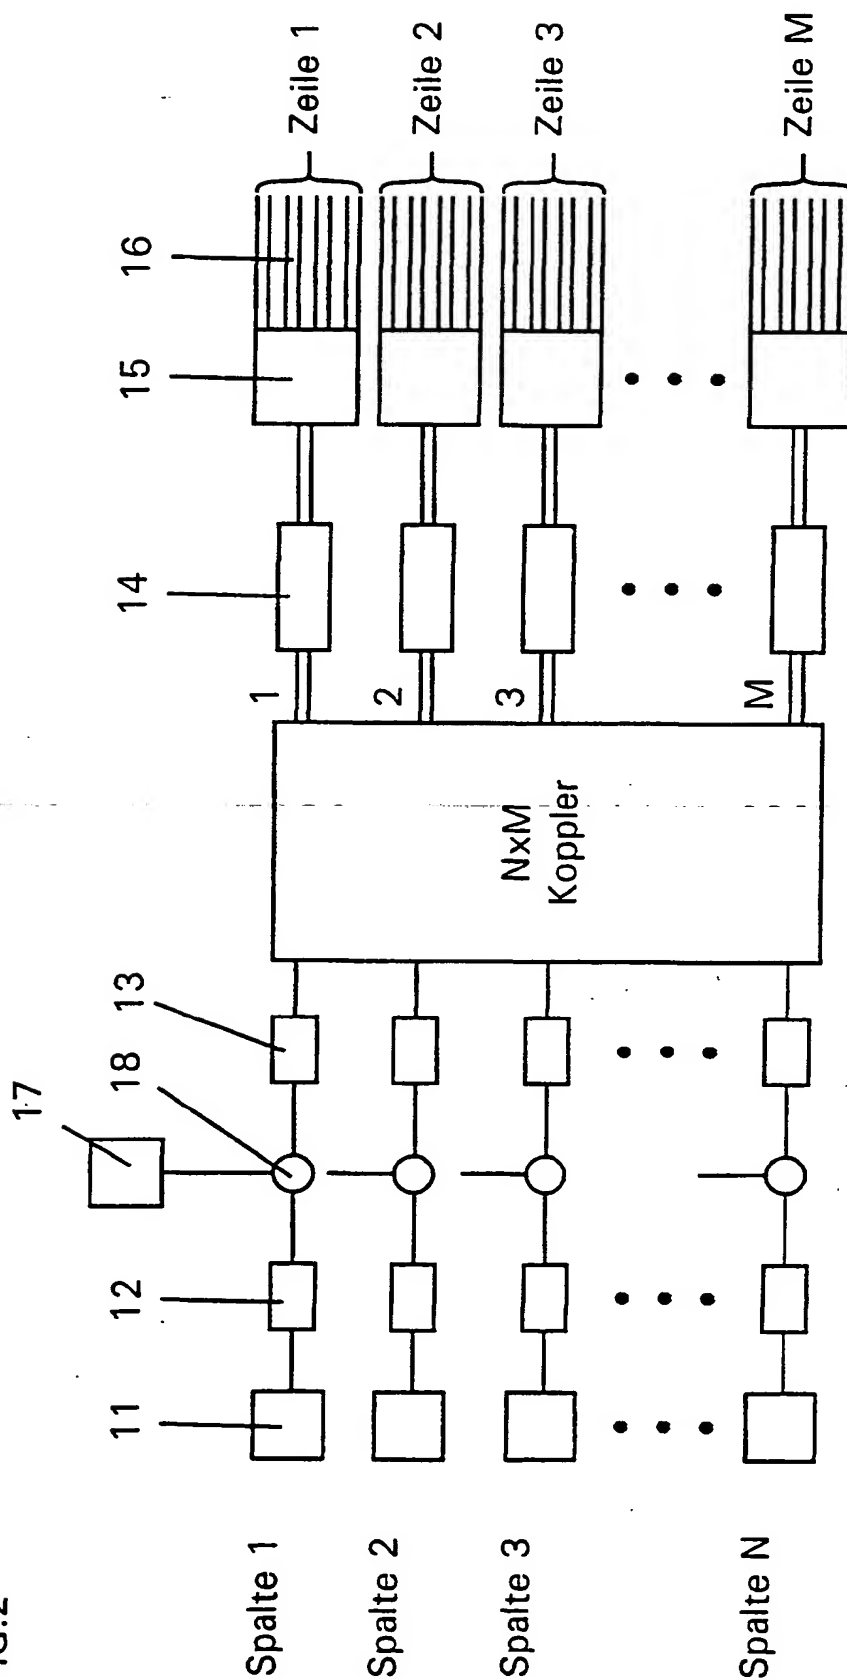 17
11
12
18
13
14
15
16
Spalte 1
1
Zeile 1
Spalte 2
2
Zeile 2
Spalte 3
3
Zeile 3
NxM
Koppler
Spalte N
M
Zeile M